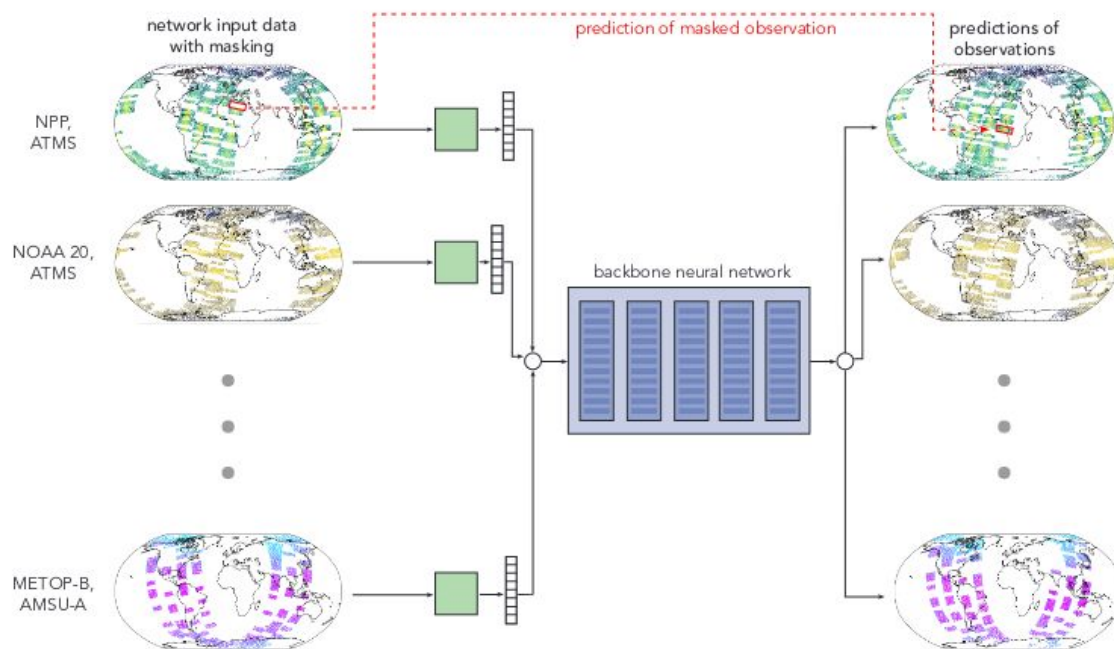 network input data
with masking
prediction of masked observation
predictions of
observations
NPP,
ATMS
NOAA 20,
ATMS
backbone neural network
METOP-B,
AMSU-A